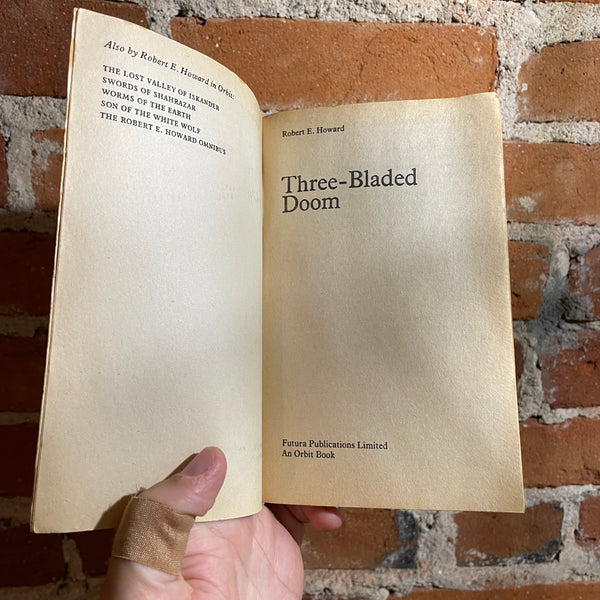 Also by Robert E. Howard in Orbit:
THE LOST VALLEY OF ISKANDER
SWORDS OF SHAHRAZAR
WORMS OF THE EARTH
SON OF THE WHITE WOLF
THE ROBERT E. HOWARD OMNIBUS
Robert E. Howard
Three-Bladed
Doom
Futura Publications Limited
An Orbit Book